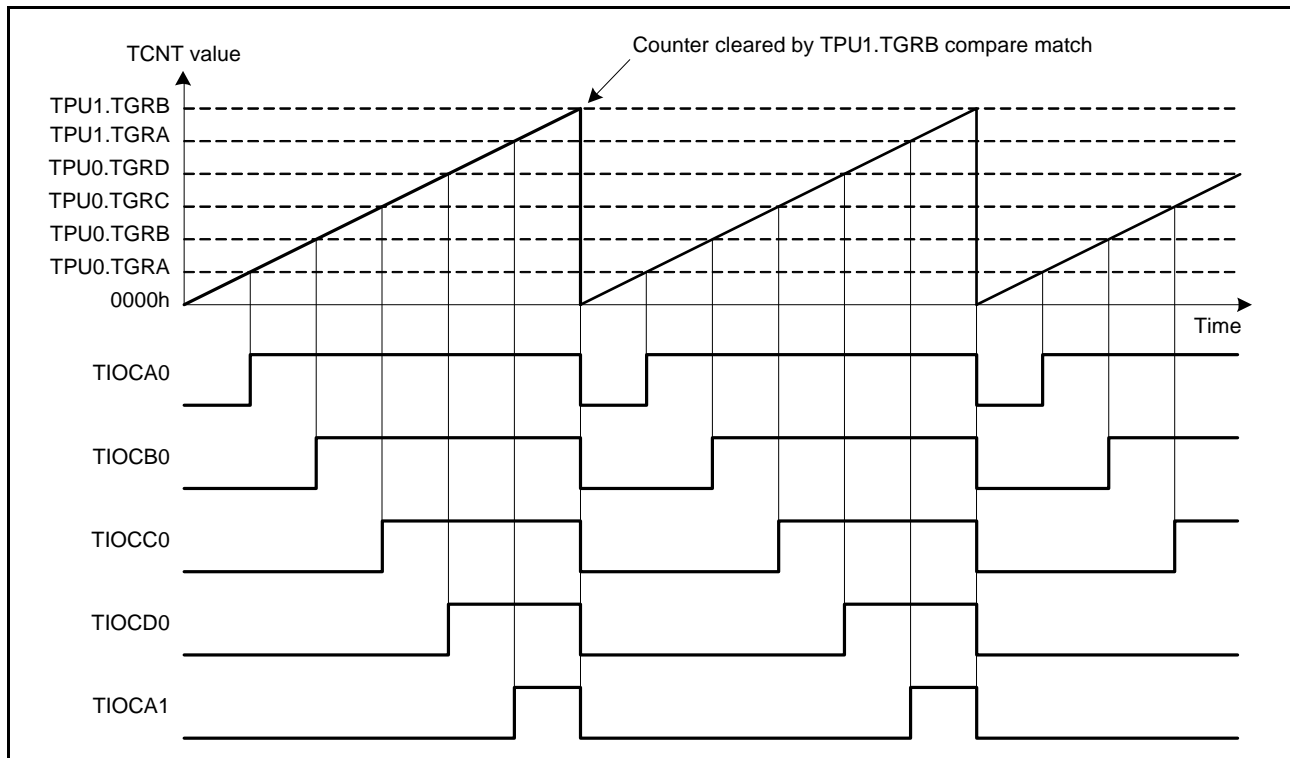 Counter cleared by TPU1.TGRB compare match
TCNT value
TPU1.TGRB
TPU1.TGRA
TPU0.TGRD
TPU0.TGRC
TPU0.TGRB
TPU0.TGRA
0000h
Time
TIOCA0
TIOCB0
TIOCC0
TIOCD0
TIOCA1